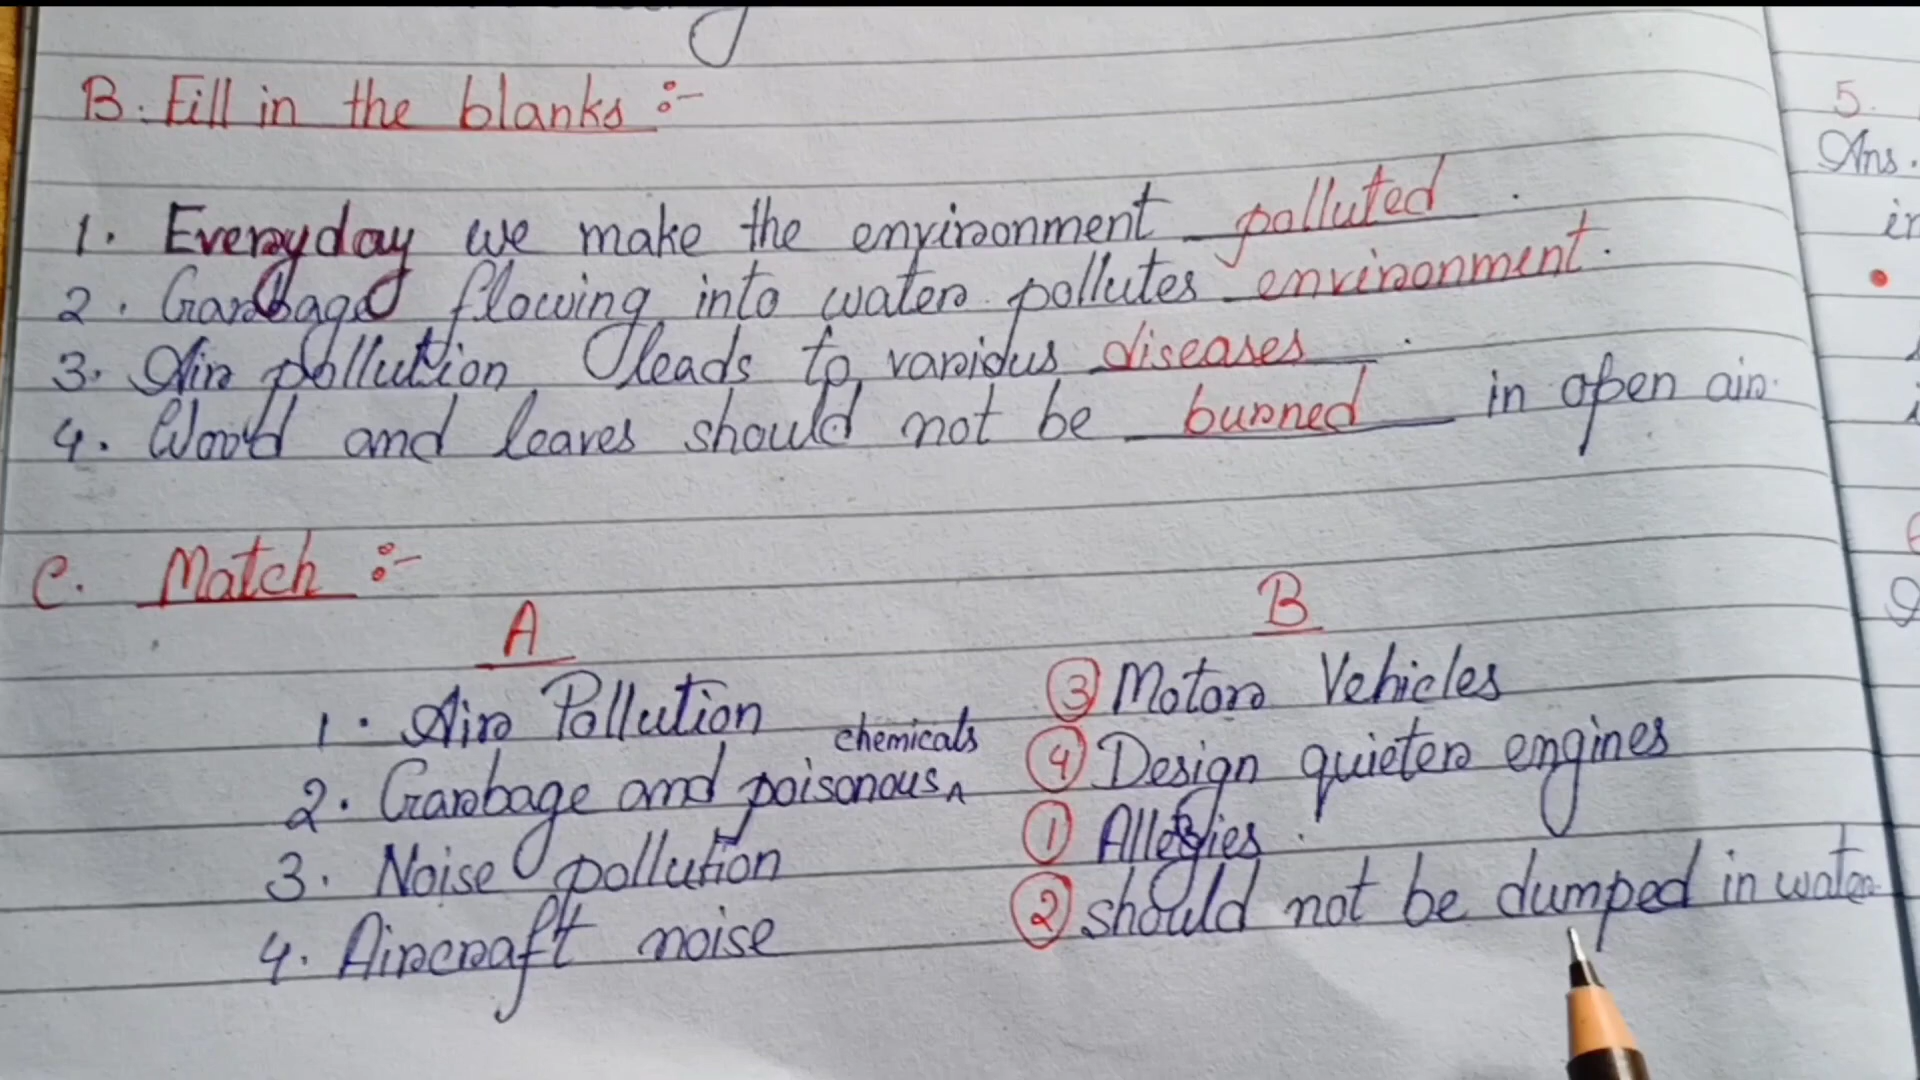 B. Fill in the blanks :-
1. Everyday we make the environment polluted.
2. Garbage flowing into water pollutes environment.
3. Air pollution leads to various diseases.
4. Wood and leaves should not be burned in open air.
C. Match :-
A B
1. Air Pollution ③ Motor Vehicles
2. Garbage and poisonous chemicals ④ Design quieter engines
3. Noise pollution ① Allergies.
4. Aircraft noise ② should not be dumped in water
5.
Ans.
in